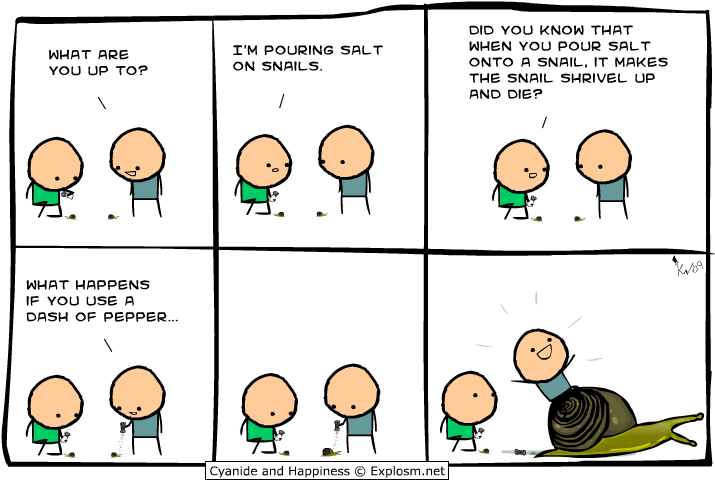 WHAT ARE
YOU UP TO?
I'M POURING SALT
ON SNAILS.
DID YOU KNOW THAT
WHEN YOU POUR SALT
ONTO A SNAIL, IT MAKES
THE SNAIL SHRIVEL UP
AND DIE?
WHAT HAPPENS
IF YOU USE A
DASH OF PEPPER...
Cyanide and Happiness © Explosm.net